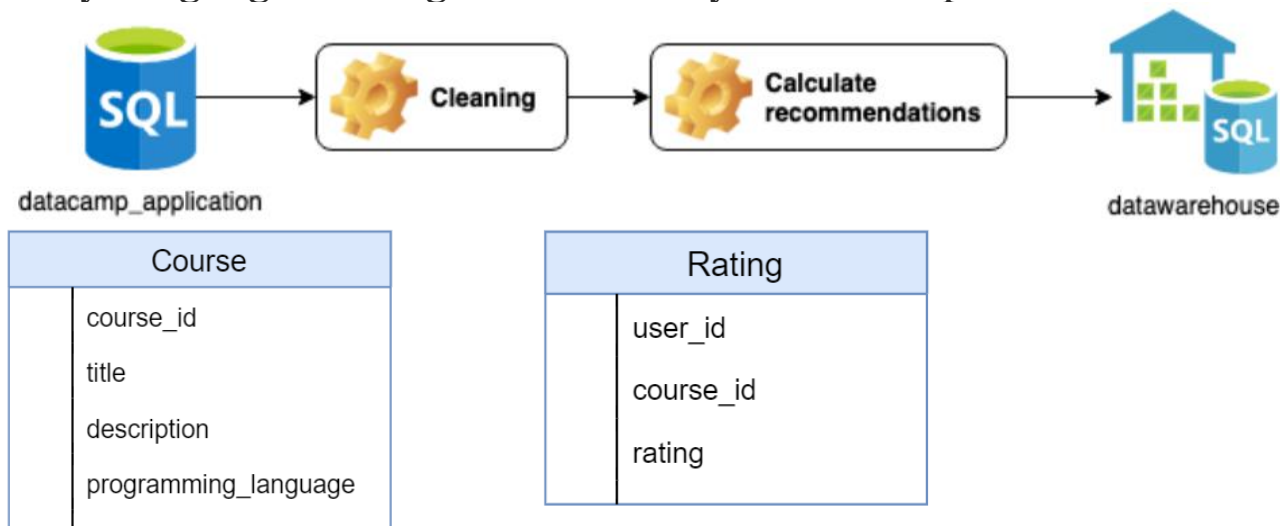 SQL
Cleaning
Calculate
recommendations
SQL
datacamp_application
datawarehouse
Course
course_id
title
description
programming_language
Rating
user_id
course_id
rating